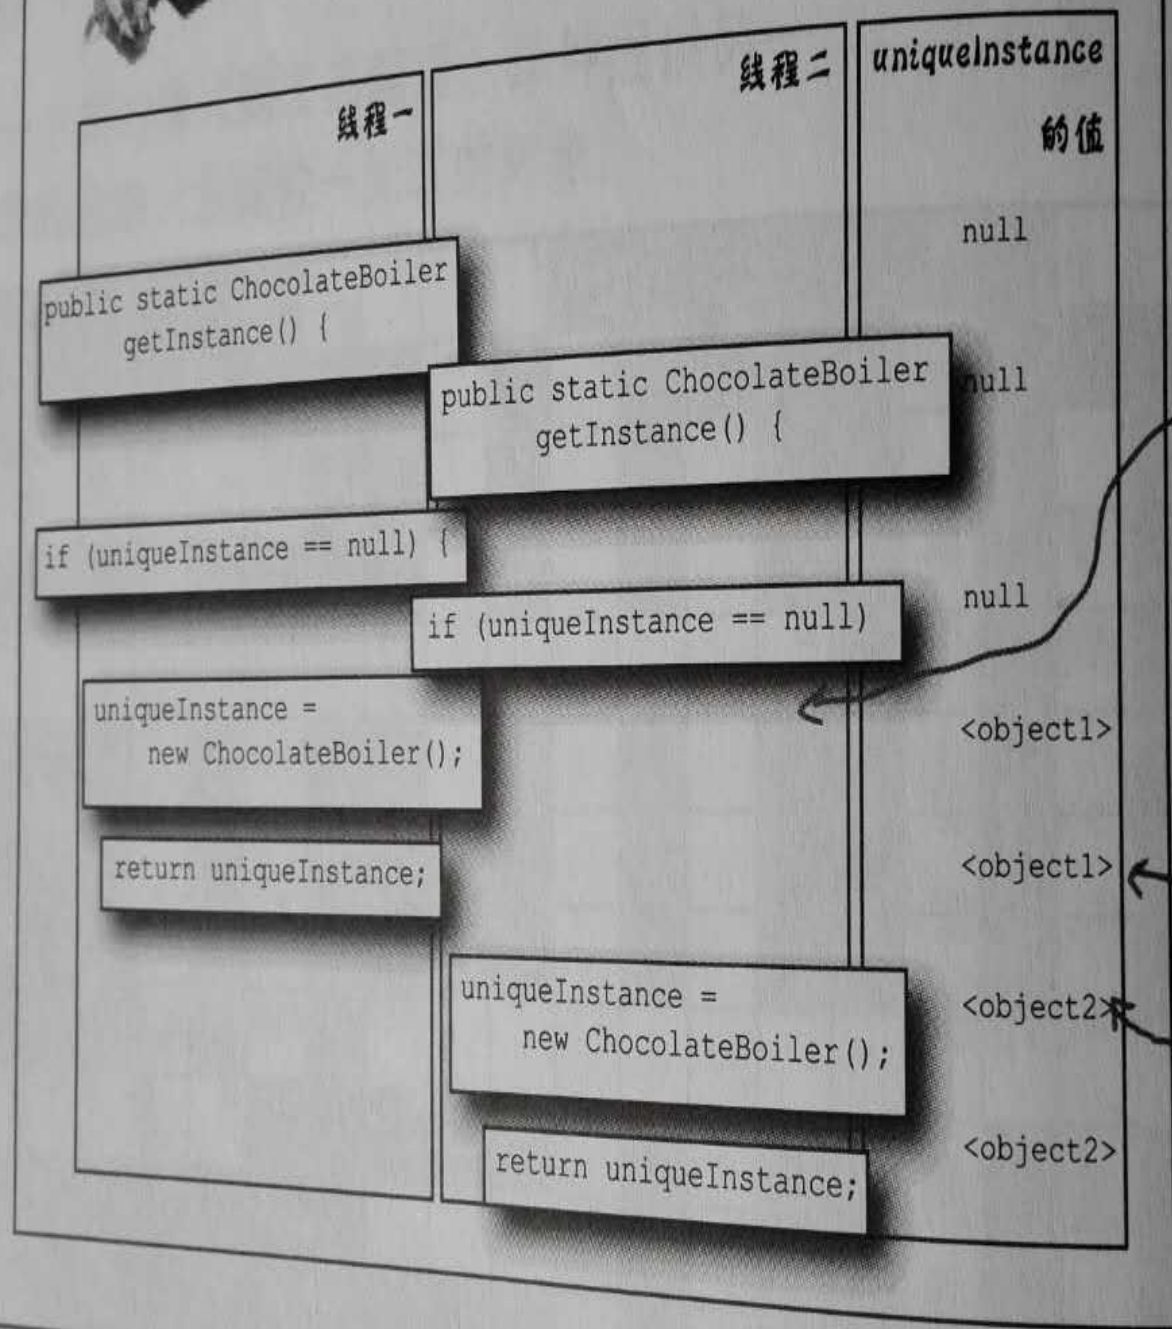 线程一
线程二
uniqueInstance
的值
null
public static ChocolateBoiler
getInstance() {
public static ChocolateBoiler
getInstance() {
null
if (uniqueInstance == null) {
if (uniqueInstance == null)
null
uniqueInstance =
new ChocolateBoiler();
<object1>
return uniqueInstance;
<object1>
uniqueInstance =
new ChocolateBoiler();
<object2>
return uniqueInstance;
<object2>